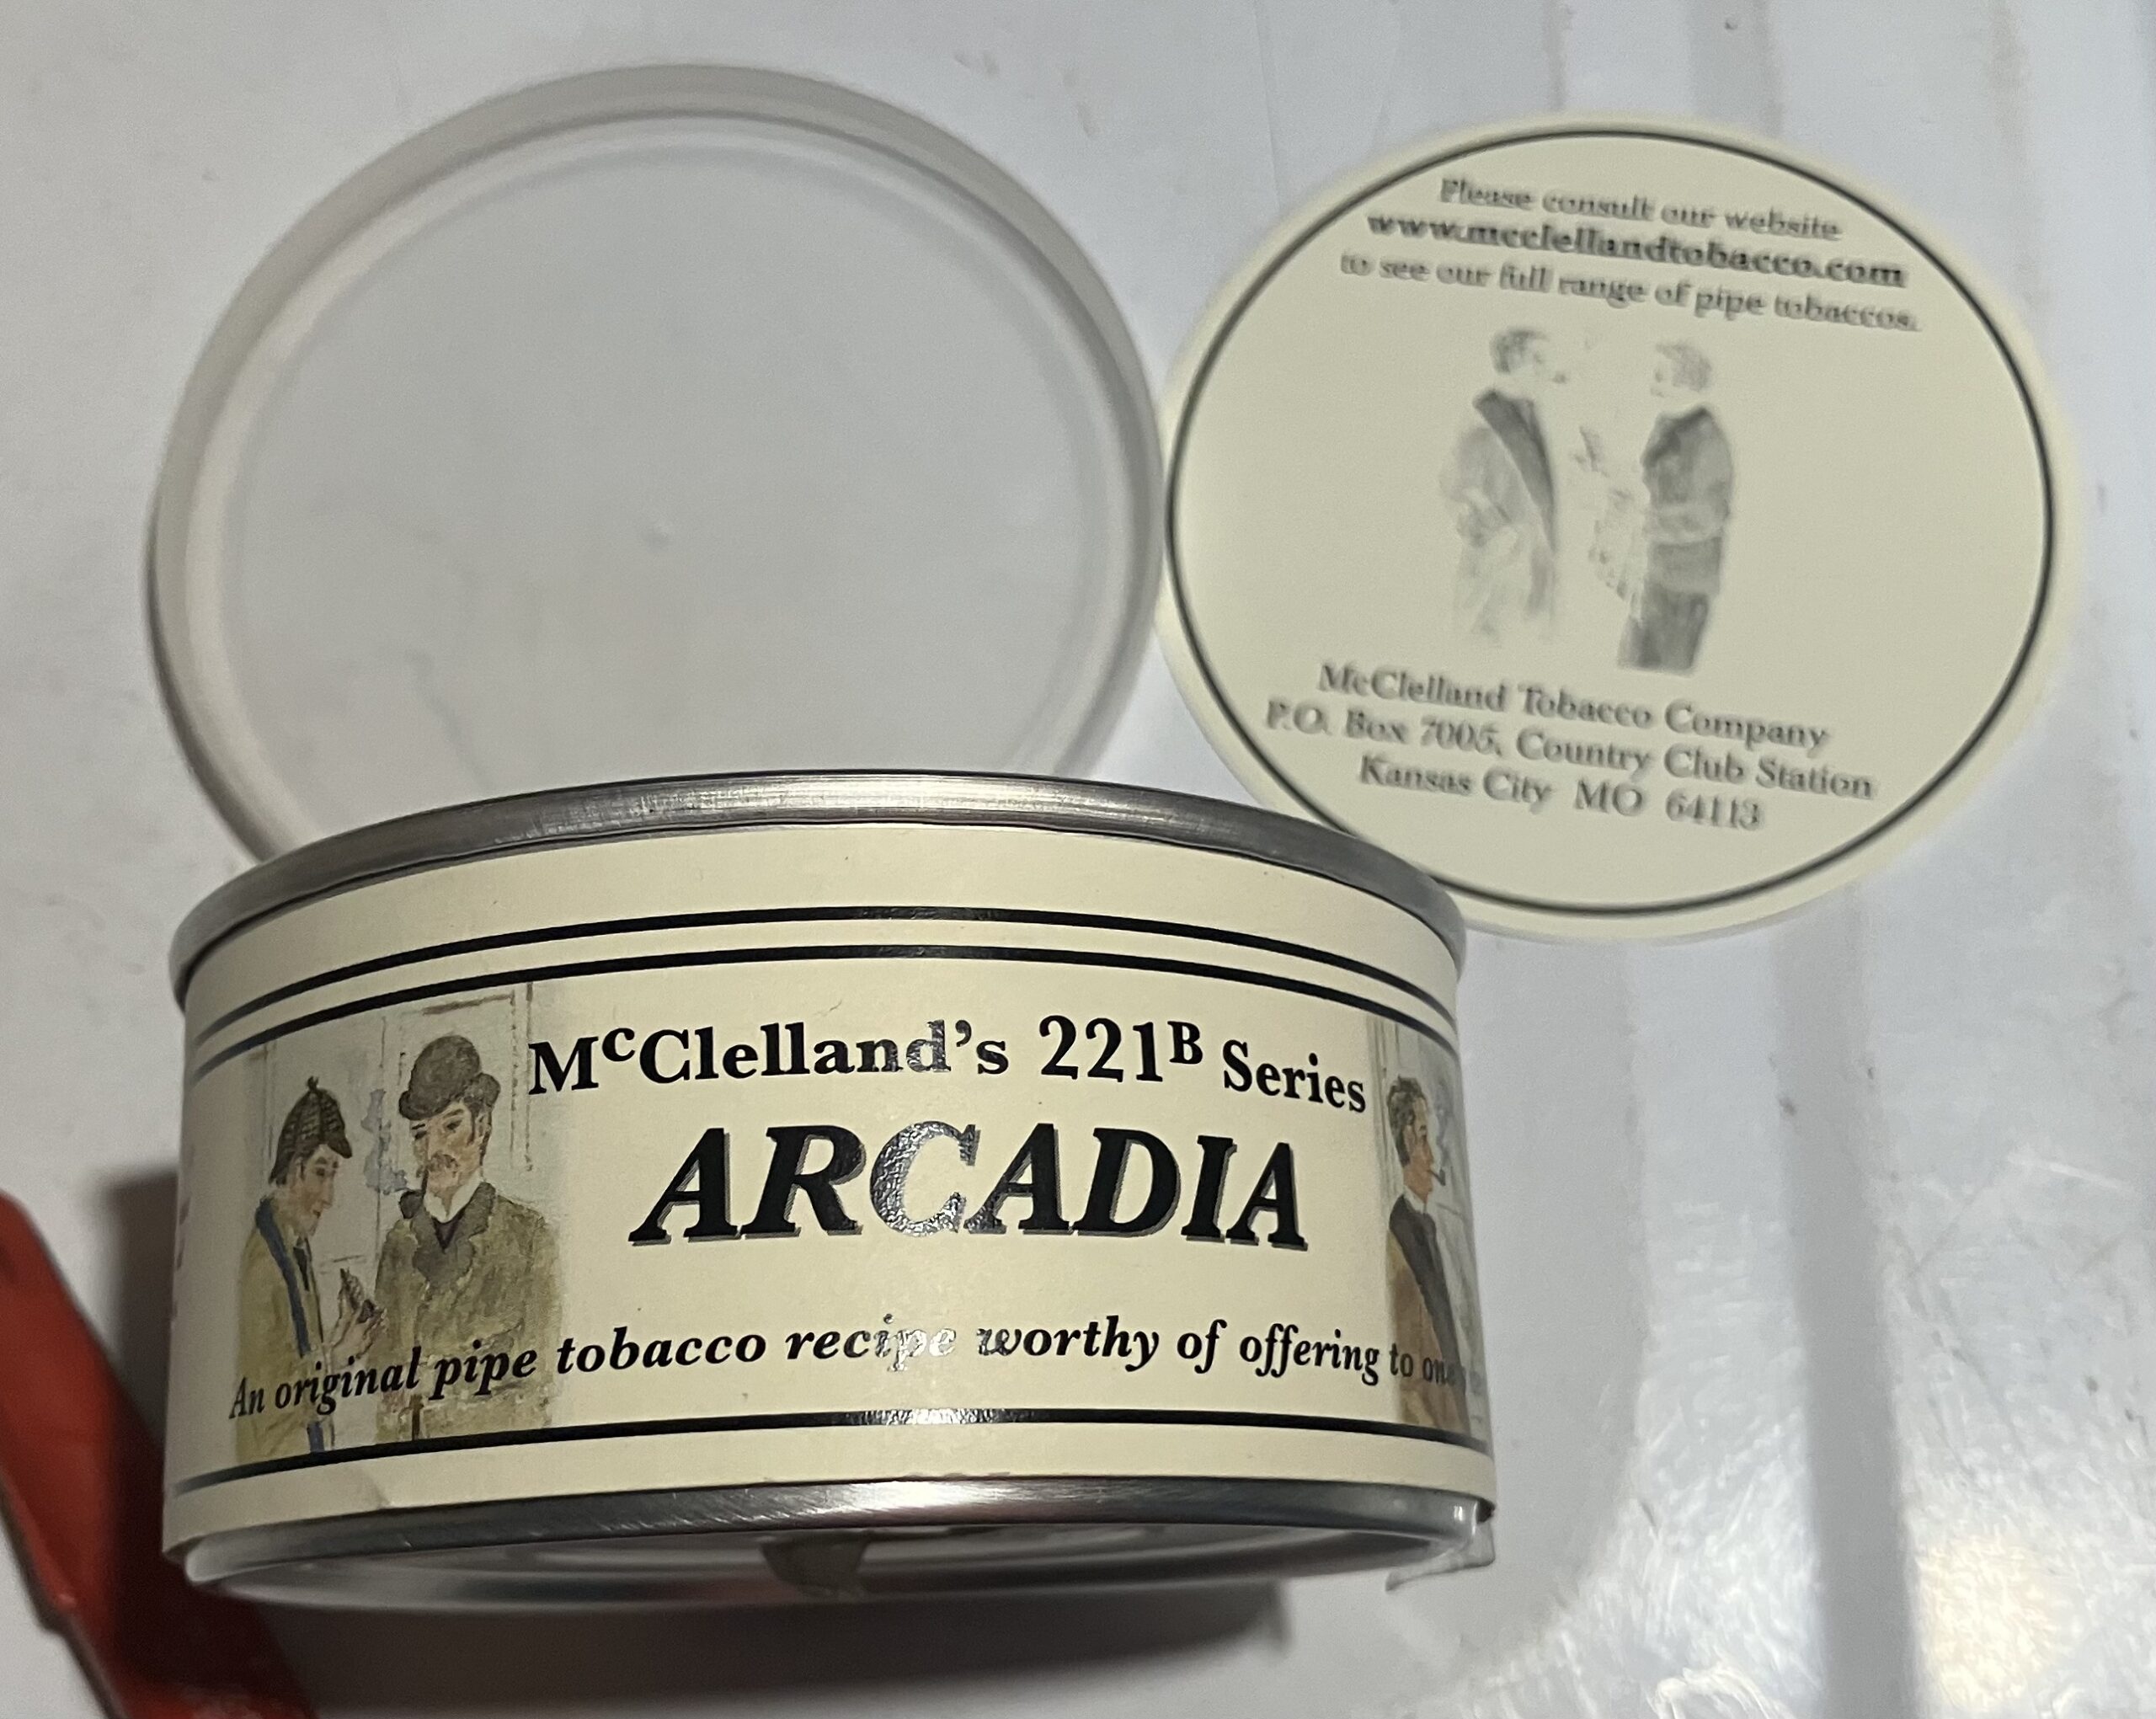 Please consult our website
www.mcclellandtobacco.com
to see our full range of pipe tobaccos.
McClelland Tobacco Company
P.O. Box 7005, Country Club Station
Kansas City MO 64113
McClelland's 221B Series
ARCADIA
An original pipe tobacco recipe worthy of offering to